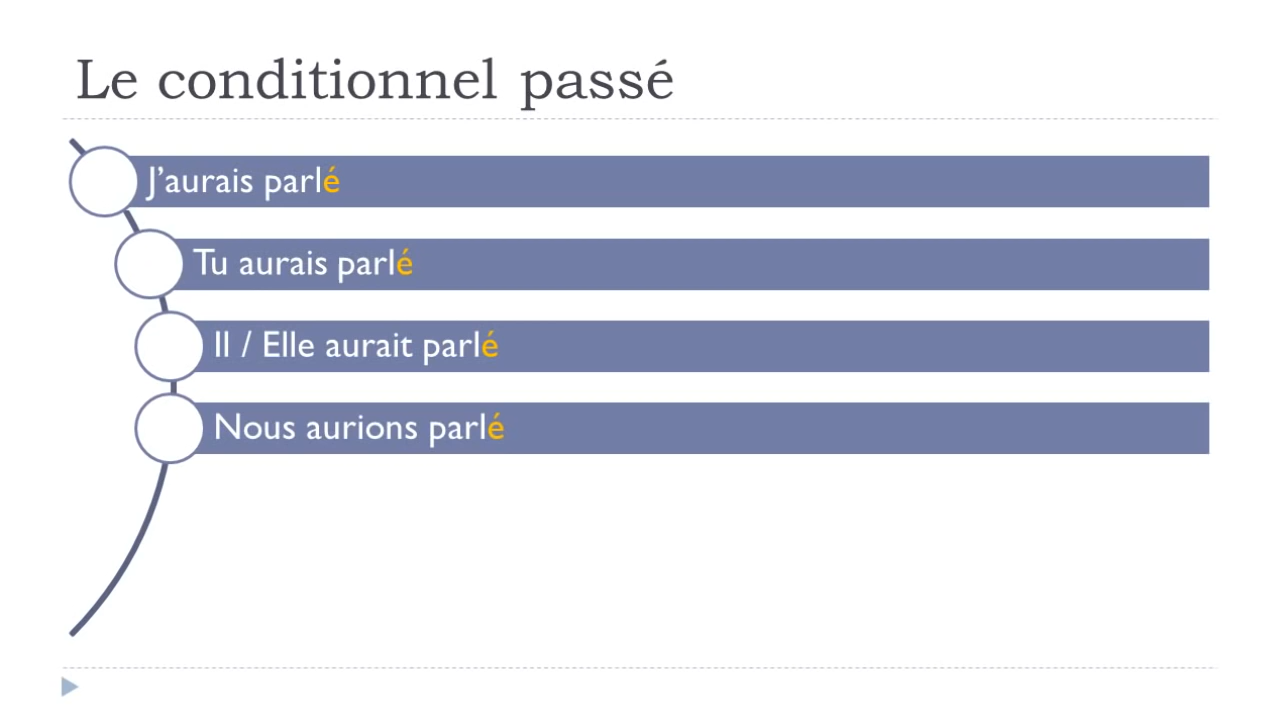 Le conditionnel passé
J’aurais parlé
Tu aurais parlé
Il / Elle aurait parlé
Nous aurions parlé